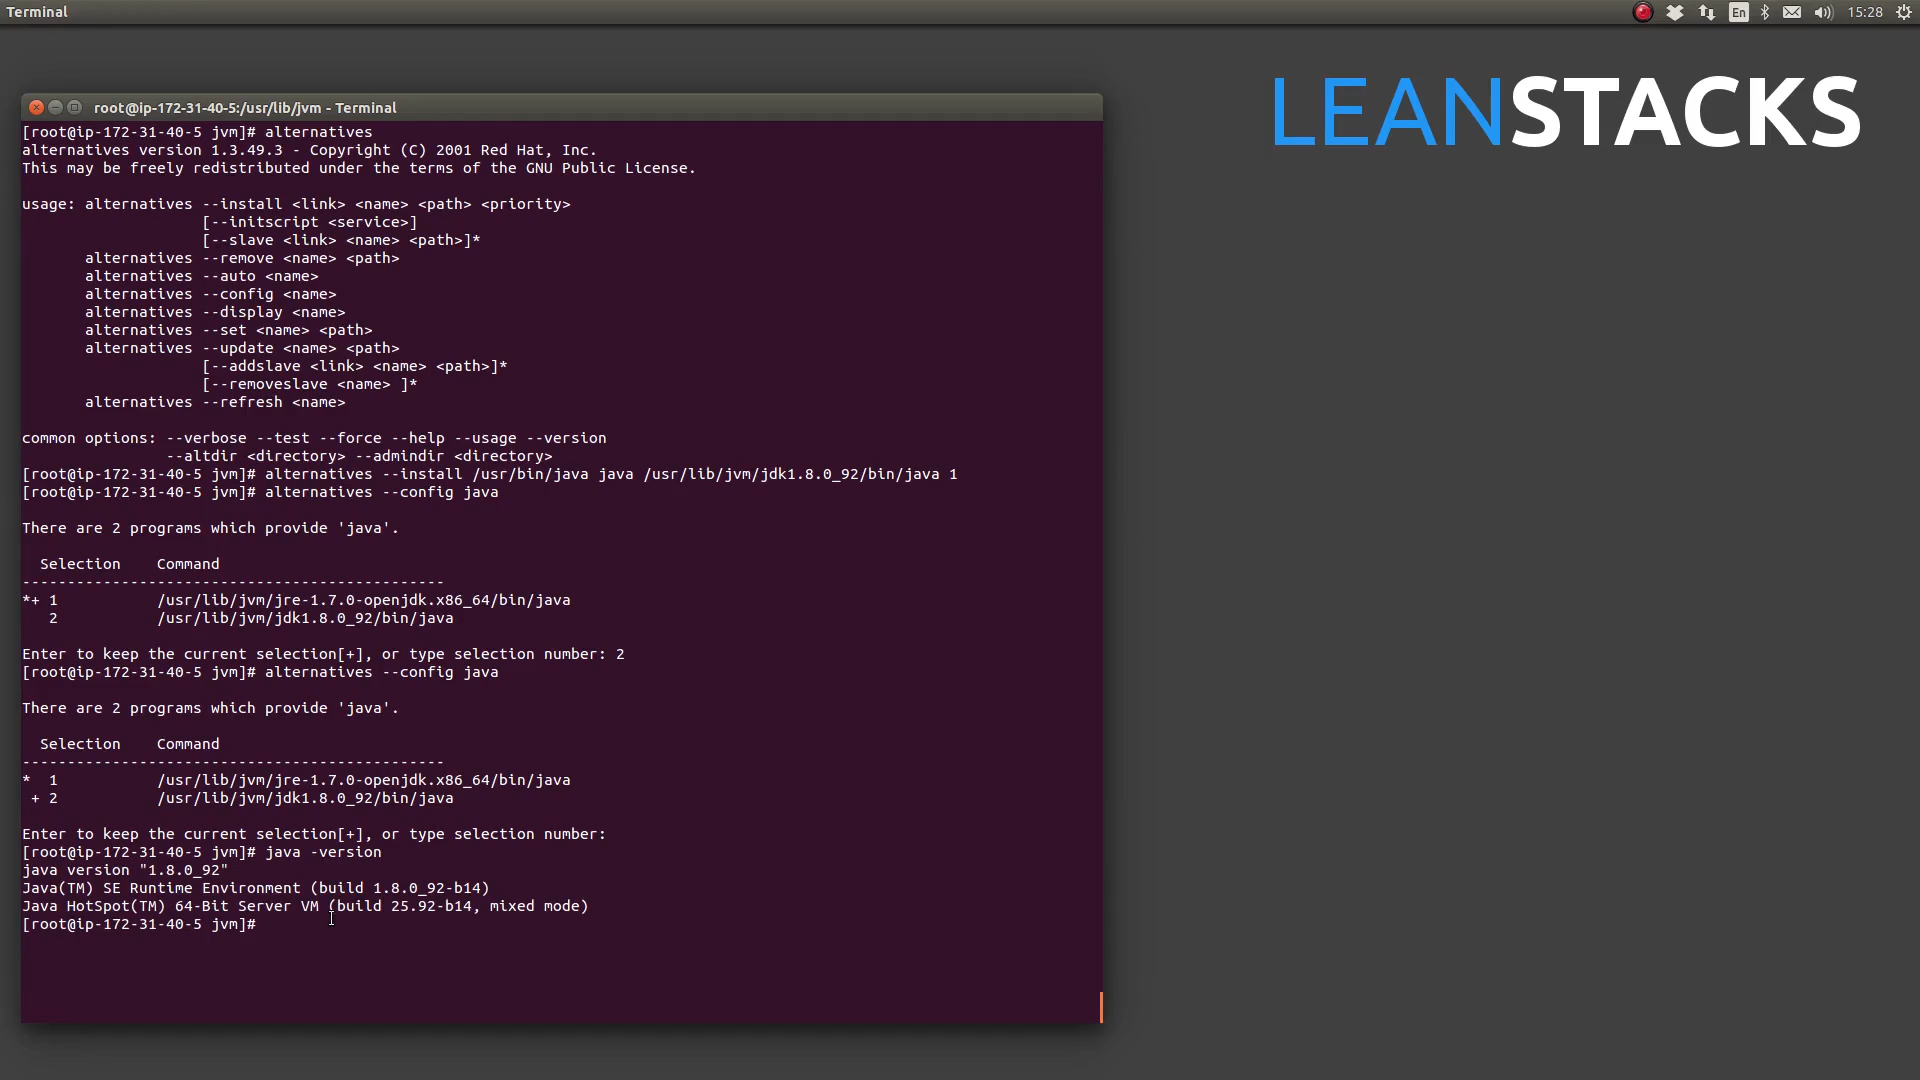 Terminal
En
15:28
LEANSTACKS
root@ip-172-31-40-5:/usr/lib/jvm - Terminal
[root@ip-172-31-40-5 jvm]# alternatives
alternatives version 1.3.49.3 - Copyright (C) 2001 Red Hat, Inc.
This may be freely redistributed under the terms of the GNU Public License.
usage: alternatives --install <link> <name> <path> <priority>
[--initscript <service>]
[--slave <link> <name> <path>]*
alternatives --remove <name> <path>
alternatives --auto <name>
alternatives --config <name>
alternatives --display <name>
alternatives --set <name> <path>
alternatives --update <name> <path>
[--addslave <link> <name> <path>]*
[--removeslave <name> ]*
alternatives --refresh <name>
common options: --verbose --test --force --help --usage --version
--altdir <directory> --admindir <directory>
[root@ip-172-31-40-5 jvm]# alternatives --install /usr/bin/java java /usr/lib/jvm/jdk1.8.0_92/bin/java 1
[root@ip-172-31-40-5 jvm]# alternatives --config java
There are 2 programs which provide 'java'.
Selection    Command
-----------------------------------------------
*+ 1           /usr/lib/jvm/jre-1.7.0-openjdk.x86_64/bin/java
2           /usr/lib/jvm/jdk1.8.0_92/bin/java
Enter to keep the current selection[+], or type selection number: 2
[root@ip-172-31-40-5 jvm]# alternatives --config java
There are 2 programs which provide 'java'.
Selection    Command
-----------------------------------------------
*  1           /usr/lib/jvm/jre-1.7.0-openjdk.x86_64/bin/java
+ 2           /usr/lib/jvm/jdk1.8.0_92/bin/java
Enter to keep the current selection[+], or type selection number:
[root@ip-172-31-40-5 jvm]# java -version
java version "1.8.0_92"
Java(TM) SE Runtime Environment (build 1.8.0_92-b14)
Java HotSpot(TM) 64-Bit Server VM (build 25.92-b14, mixed mode)
[root@ip-172-31-40-5 jvm]#